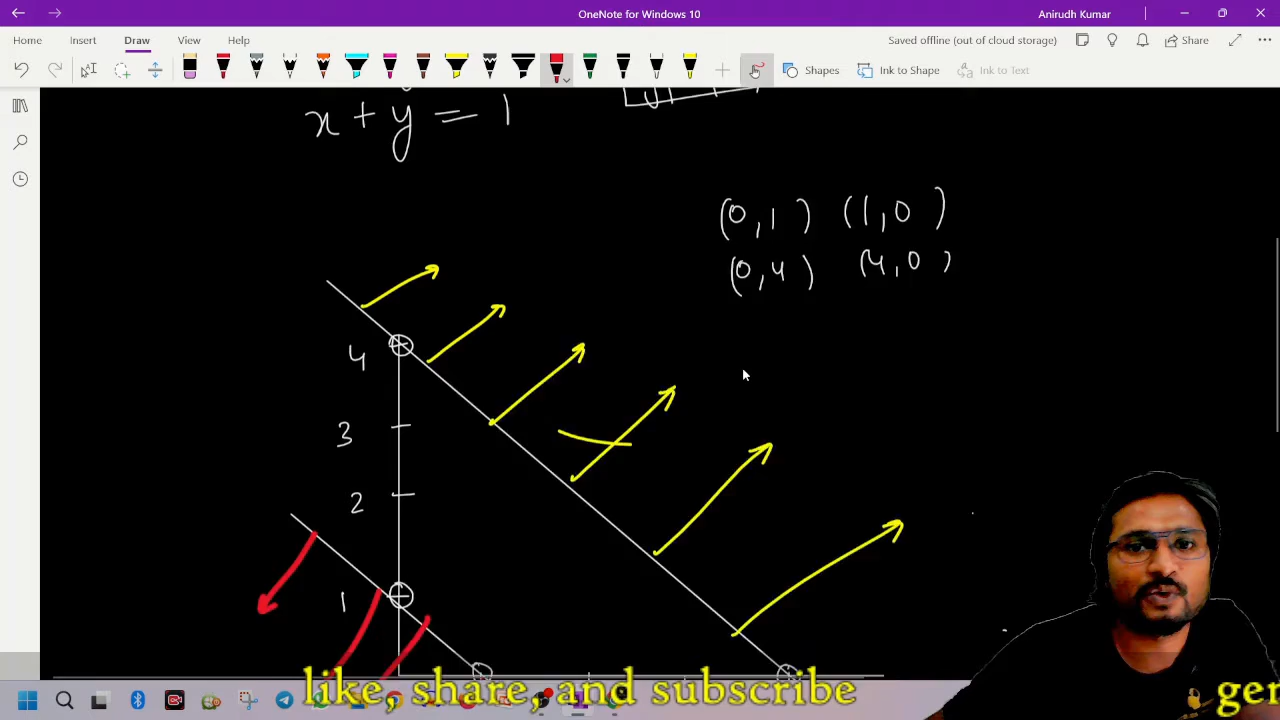 OneNote for Windows 10
Anirudh Kumar
Home Insert Draw View Help
Saved offline (out of cloud storage)
Share
Shapes
Ink to Shape
Ink to Text
x + y = 1
(0,1) (1,0)
(0,4) (4,0)
4
3
2
1
like, share, and subscribe
ger